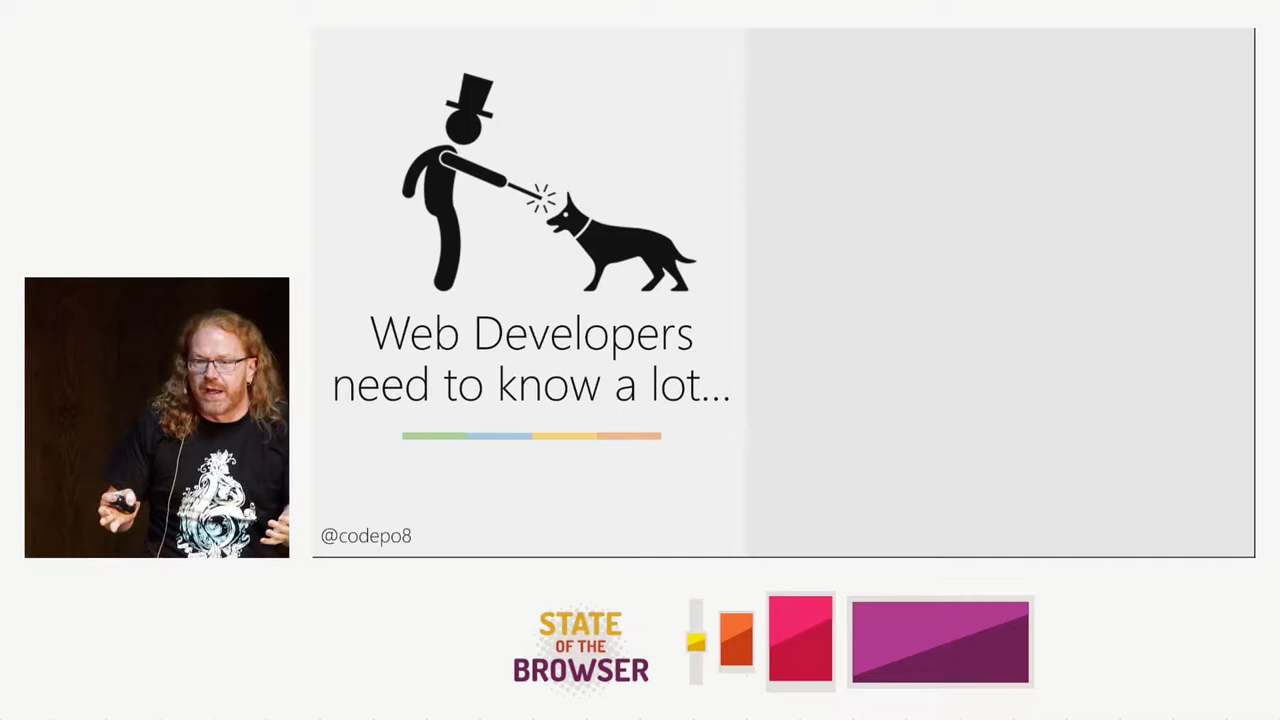 Web Developers
need to know a lot...
@codepo8
STATE
OF THE
BROWSER